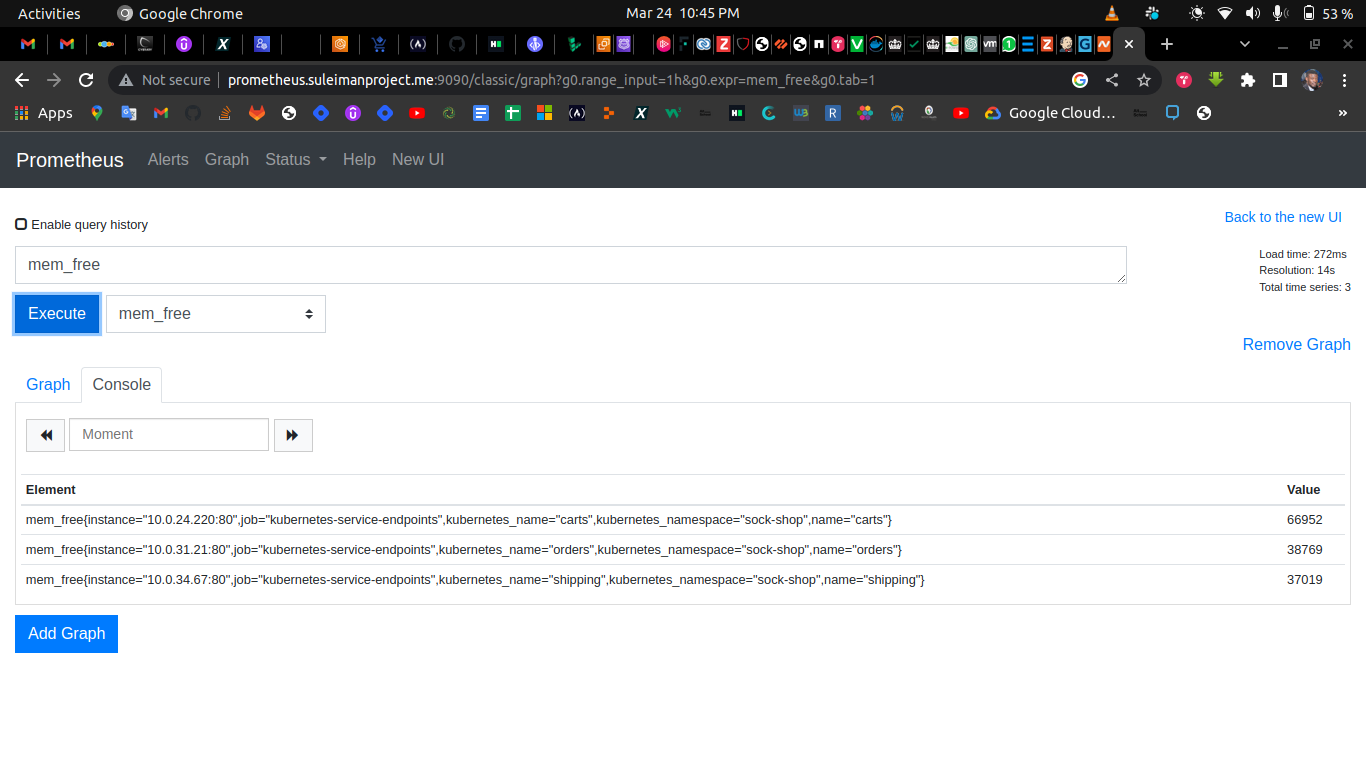 Activities Google Chrome Mar 24 10:45 PM 53 %
Not secure prometheus.suleimanproject.me:9090/classic/graph?g0.range_input=1h&g0.expr=mem_free&g0.tab=1
Apps Google Cloud... »
Prometheus Alerts Graph Status Help New UI
Enable query history
Back to the new UI
mem_free
Load time: 272ms
Resolution: 14s
Total time series: 3
Execute mem_free
Remove Graph
Graph Console
Moment
Element Value
mem_free{instance="10.0.24.220:80",job="kubernetes-service-endpoints",kubernetes_name="carts",kubernetes_namespace="sock-shop",name="carts"} 66952
mem_free{instance="10.0.31.21:80",job="kubernetes-service-endpoints",kubernetes_name="orders",kubernetes_namespace="sock-shop",name="orders"} 38769
mem_free{instance="10.0.34.67:80",job="kubernetes-service-endpoints",kubernetes_name="shipping",kubernetes_namespace="sock-shop",name="shipping"} 37019
Add Graph